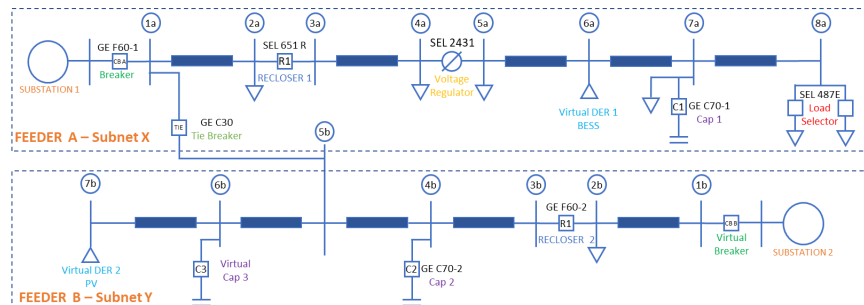 1a
2a
3a
4a
5a
6a
7a
8a
GE F60-1
CB A
Breaker
SUBSTATION 1
SEL 651 R
R1
RECLOSER 1
SEL 2431
Voltage
Regulator
Virtual DER 1
BESS
C1
GE C70-1
Cap 1
SEL 487E
Load
Selector
GE C30
TIE
Tie Breaker
FEEDER A – Subnet X
5b
7b
6b
4b
3b
2b
1b
GE F60-2
R1
RECLOSER 2
CB B
Virtual
Breaker
SUBSTATION 2
Virtual DER 2
PV
C3
Virtual
Cap 3
C2
GE C70-2
Cap 2
FEEDER B – Subnet Y